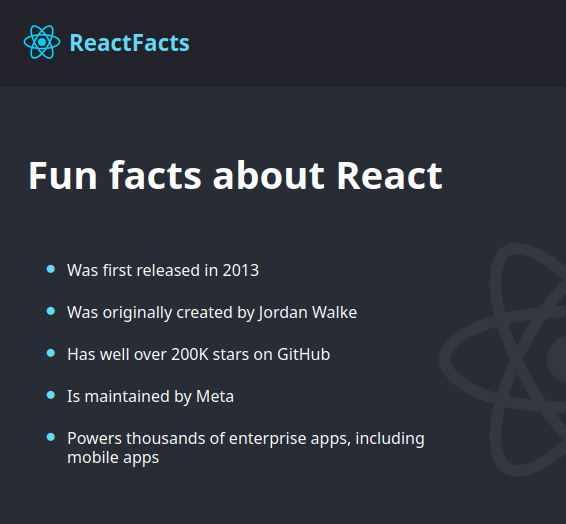 ReactFacts
Fun facts about React
Was first released in 2013
Was originally created by Jordan Walke
Has well over 200K stars on GitHub
Is maintained by Meta
Powers thousands of enterprise apps, including
mobile apps